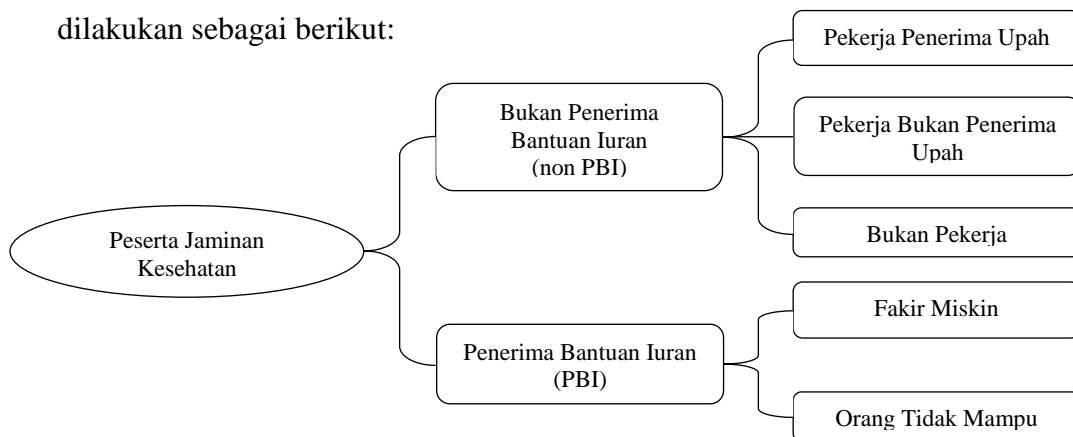 dilakukan sebagai berikut:
Pekerja Penerima Upah
Bukan Penerima
Bantuan Iuran
(non PBI)
Pekerja Bukan Penerima
Upah
Bukan Pekerja
Peserta Jaminan
Kesehatan
Fakir Miskin
Penerima Bantuan Iuran
(PBI)
Orang Tidak Mampu